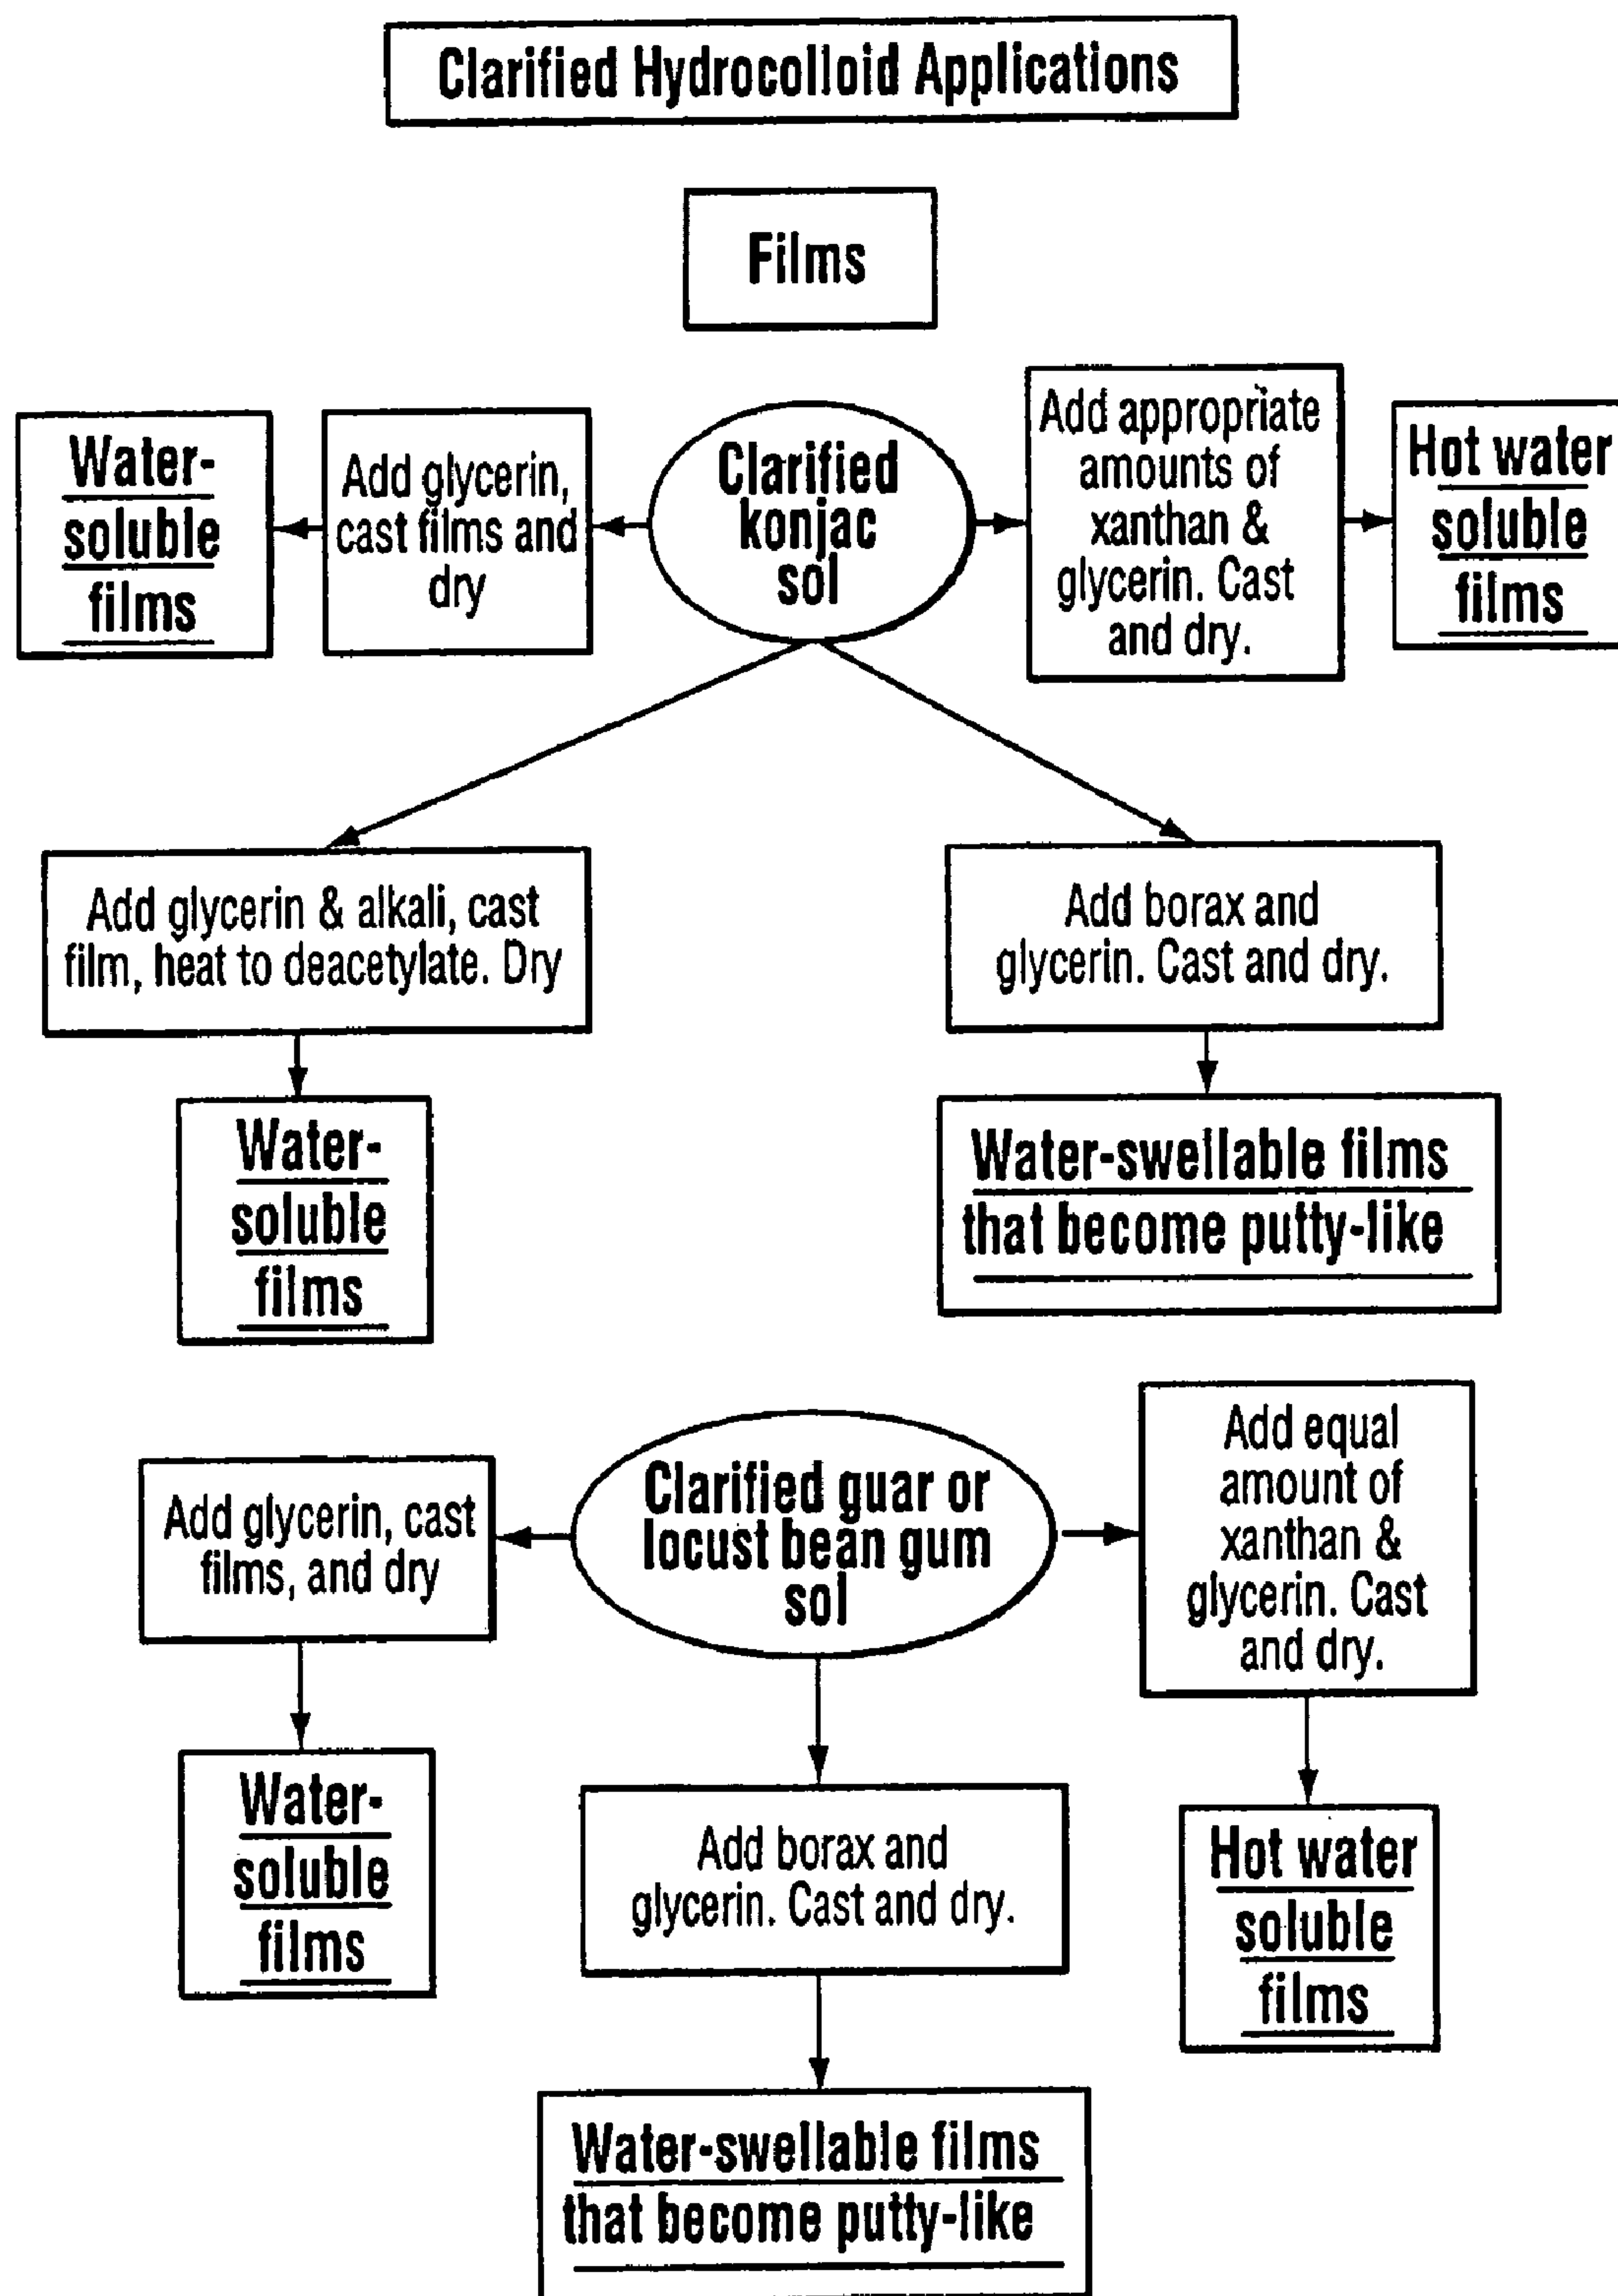 Clarified Hydrocolloid Applications
Films
Water-
soluble
films
Add glycerin,
cast films and
dry
Clarified
konjac
sol
Add appropriate
amounts of
xanthan &
glycerin. Cast
and dry.
Hot water
soluble
films
Add glycerin & alkali, cast
film, heat to deacetylate. Dry
Add borax and
glycerin. Cast and dry.
Water-
soluble
films
Water-swellable films
that become putty-like
Add glycerin, cast
films, and dry
Clarified guar or
locust bean gum
sol
Add equal
amount of
xanthan &
glycerin. Cast
and dry.
Water-
soluble
films
Add borax and
glycerin. Cast and dry.
Hot water
soluble
films
Water-swellable films
that become putty-like